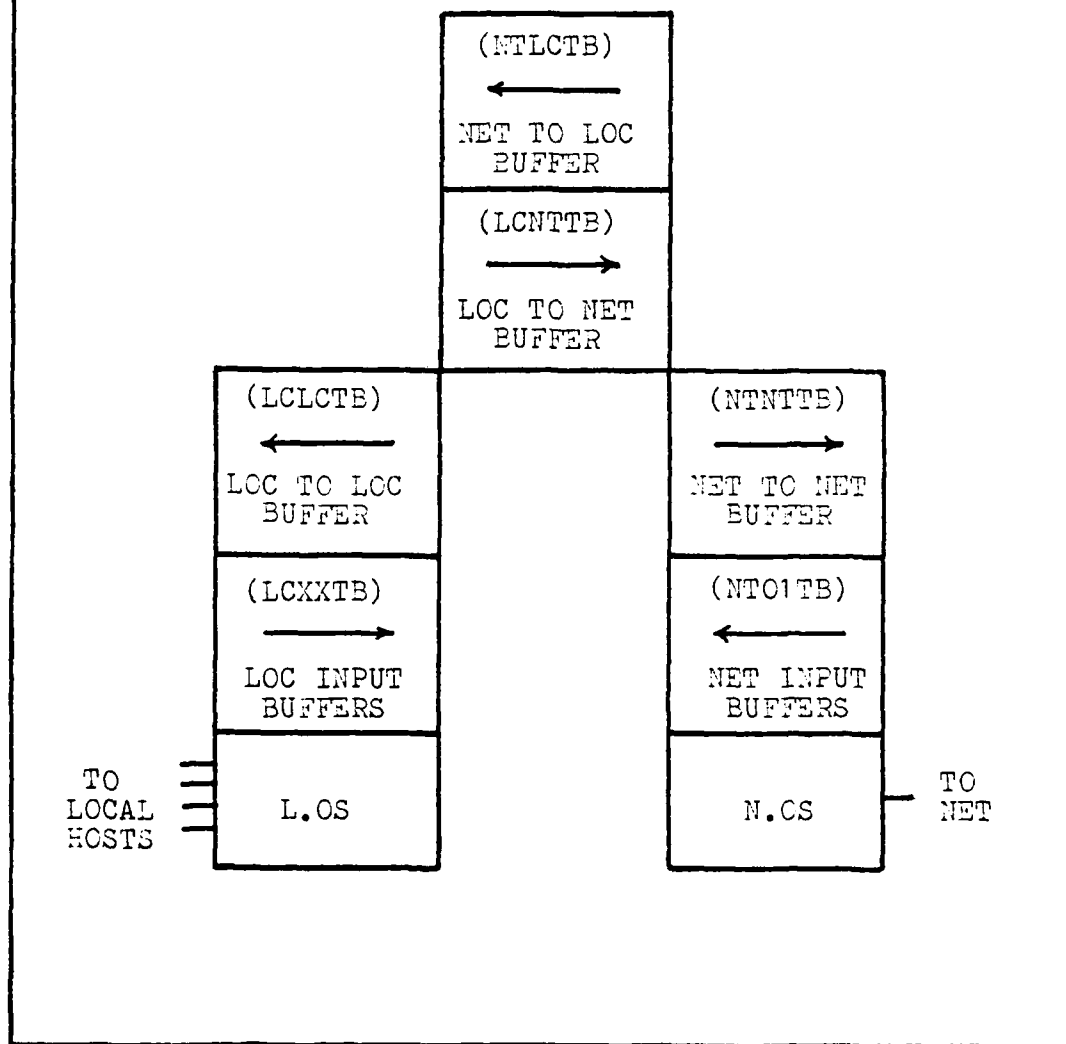 (NTLCTB)
NET TO LOC
BUFFER
(LCNTTB)
LOC TO NET
BUFFER
(LCLCTB)
LOC TO LOC
BUFFER
(NTNTTB)
NET TO NET
BUFFER
(LCXXTB)
LOC INPUT
BUFFERS
(NT01TB)
NET INPUT
BUFFERS
TO
LOCAL
HOSTS
L.OS
N.OS
TO
NET